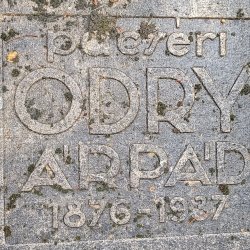 pacséri
ODRY
ÁRPÁD
1876-1937